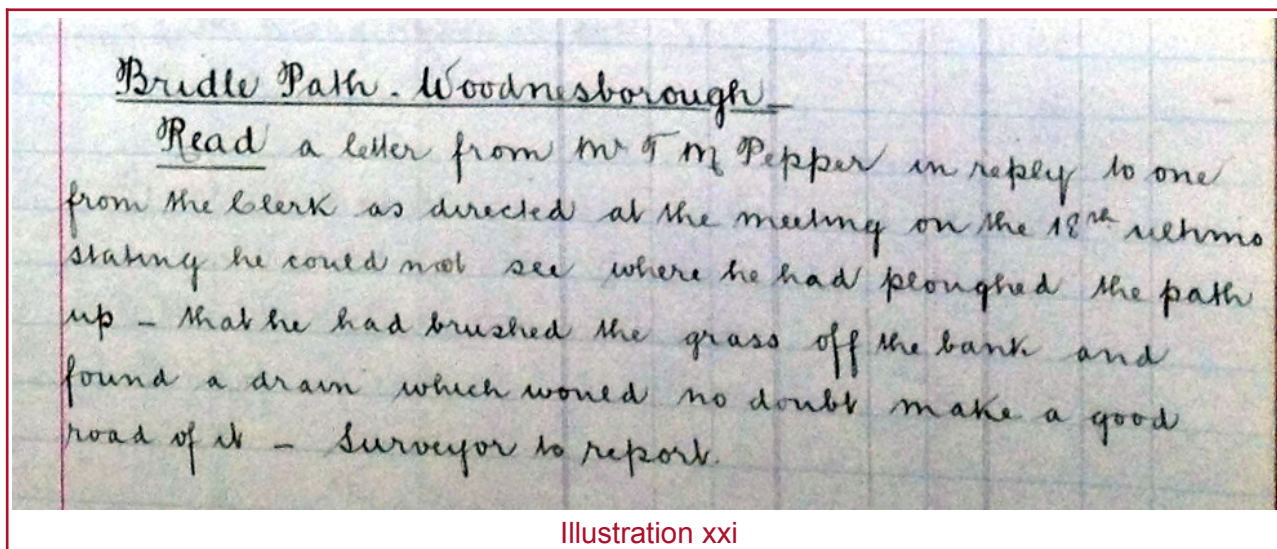 Bridle Path - Woodnesborough -
Read a letter from Mr T M Pepper in reply to one
from the Clerk as directed at the meeting on the 18th ultimo
stating he could not see where he had ploughed the path
up - that he had brushed the grass off the bank and
found a drain which would no doubt make a good
road of it - Surveyor to report.
Illustration xxi